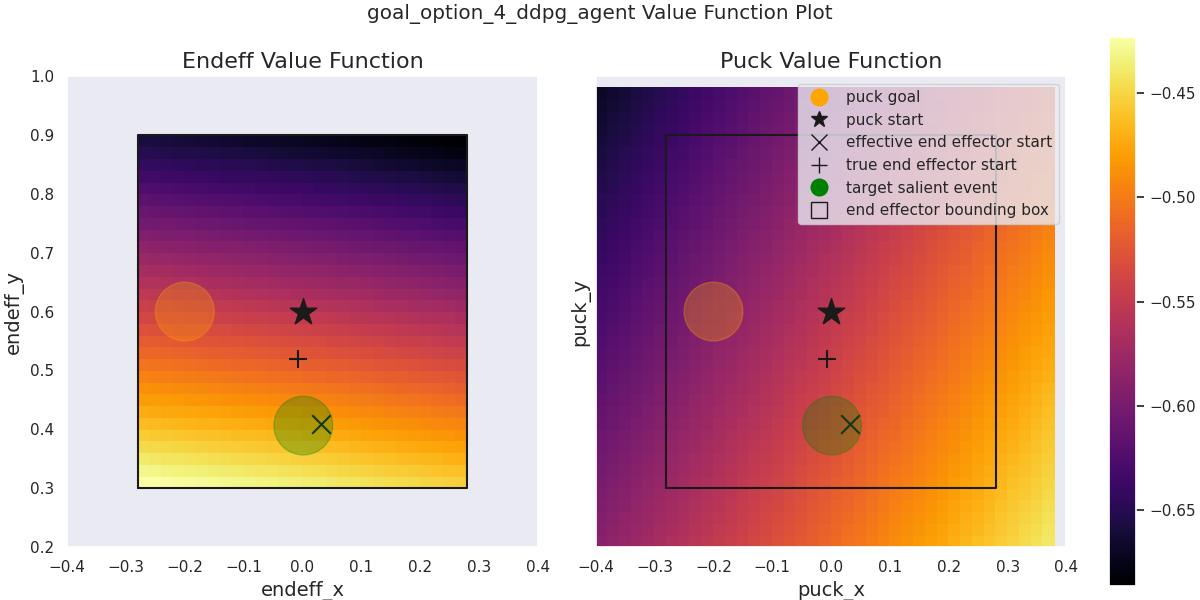 goal_option_4_ddpg_agent Value Function Plot
Endeff Value Function
1.0
0.9
0.8
0.7
0.6
0.5
0.4
0.3
0.2
endeff_y
−0.4
−0.3
−0.2
−0.1
0.0
0.1
0.2
0.3
0.4
endeff_x
Puck Value Function
puck goal
puck start
effective end effector start
true end effector start
target salient event
end effector bounding box
puck_y
−0.4
−0.3
−0.2
−0.1
0.0
0.1
0.2
0.3
0.4
puck_x
−0.45
−0.50
−0.55
−0.60
−0.65